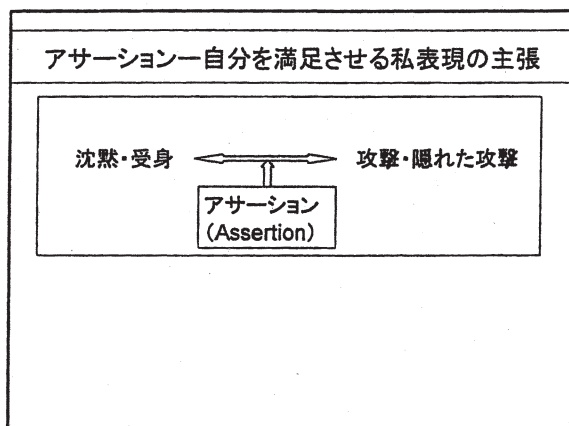 アサーション－自分を満足させる私表現の主張
沈黙・受身
攻撃・隠れた攻撃
アサーション
(Assertion)